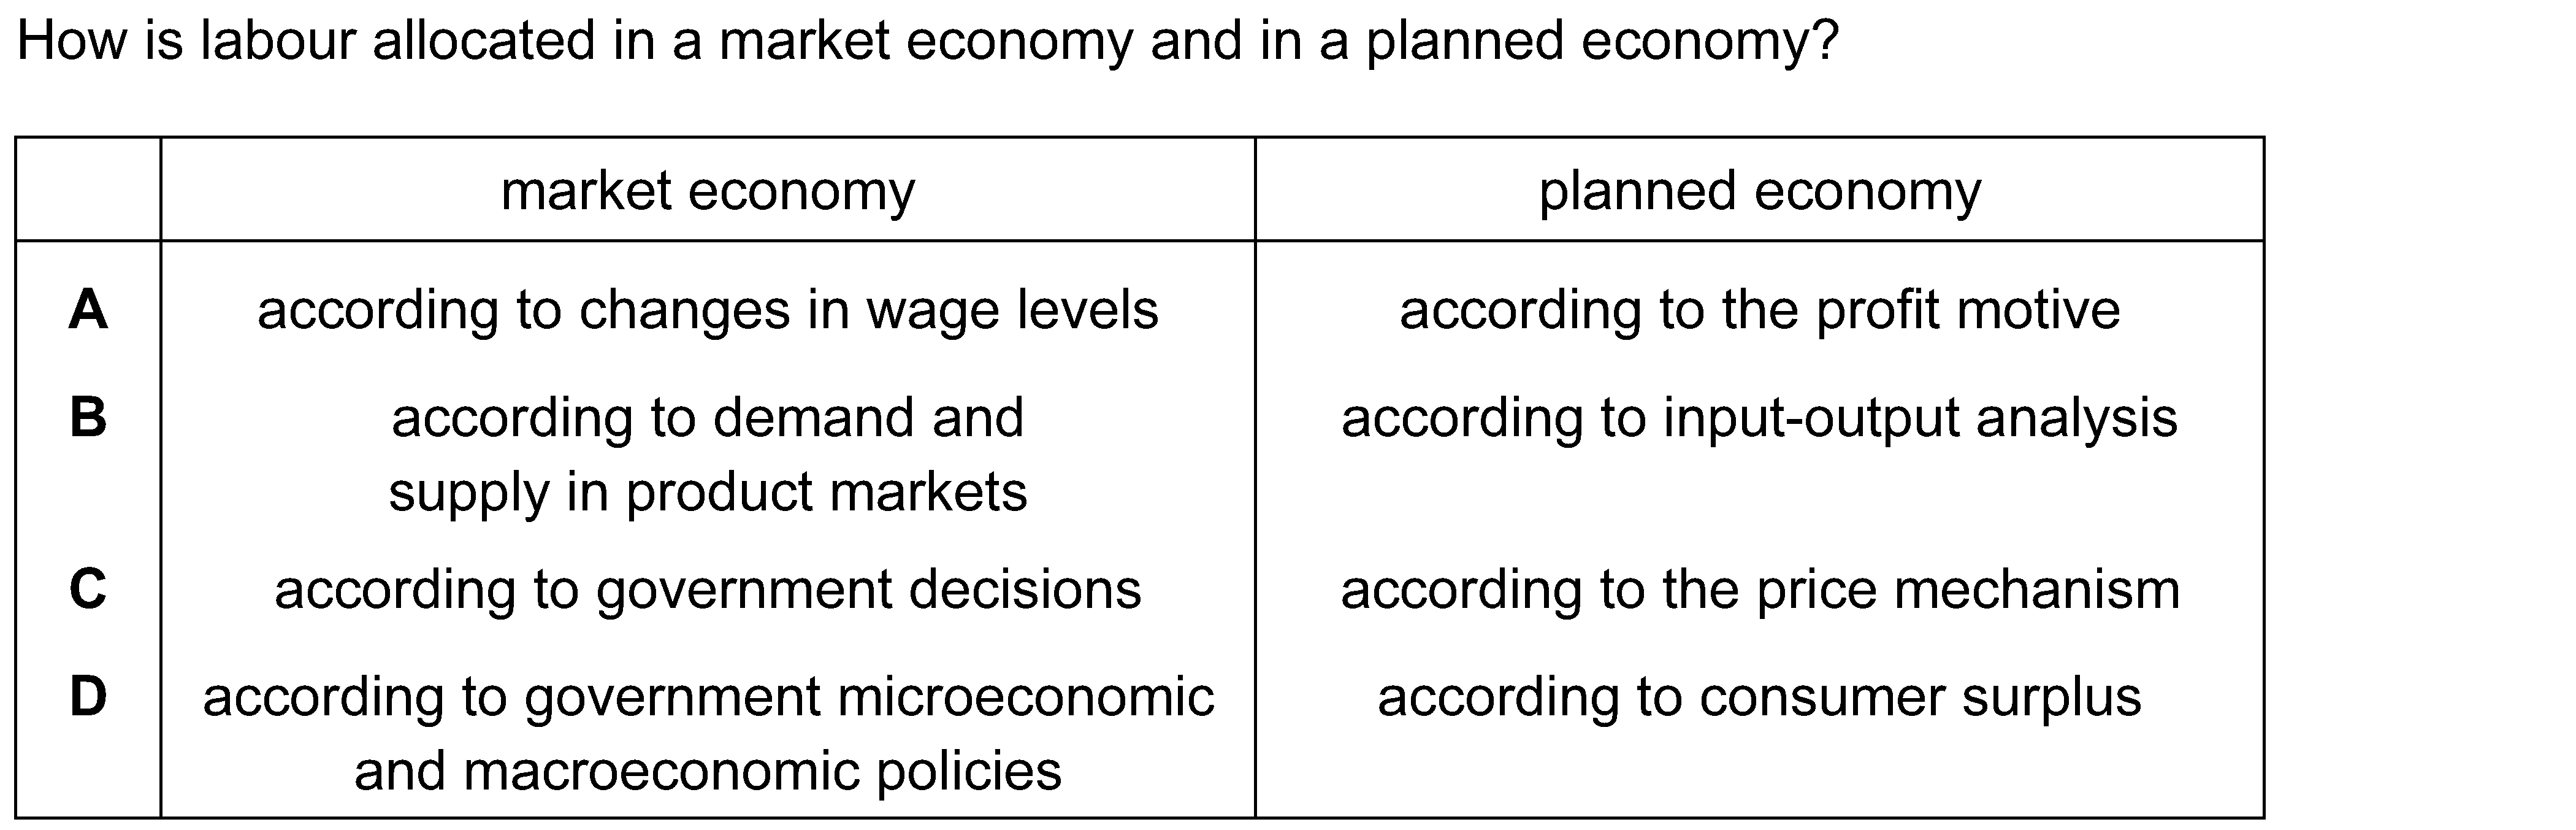 How is labour allocated in a market economy and in a planned economy?
market economy planned economy
A according to changes in wage levels according to the profit motive
B according to demand and according to input-output analysis
supply in product markets
C according to government decisions according to the price mechanism
D according to government microeconomic according to consumer surplus
and macroeconomic policies